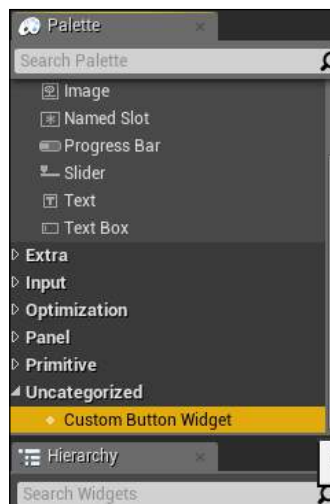 Palette
Search Palette
Image
Named Slot
Progress Bar
Slider
Text
Text Box
Extra
Input
Optimization
Panel
Primitive
Uncategorized
Custom Button Widget
Hierarchy
Search Widgets